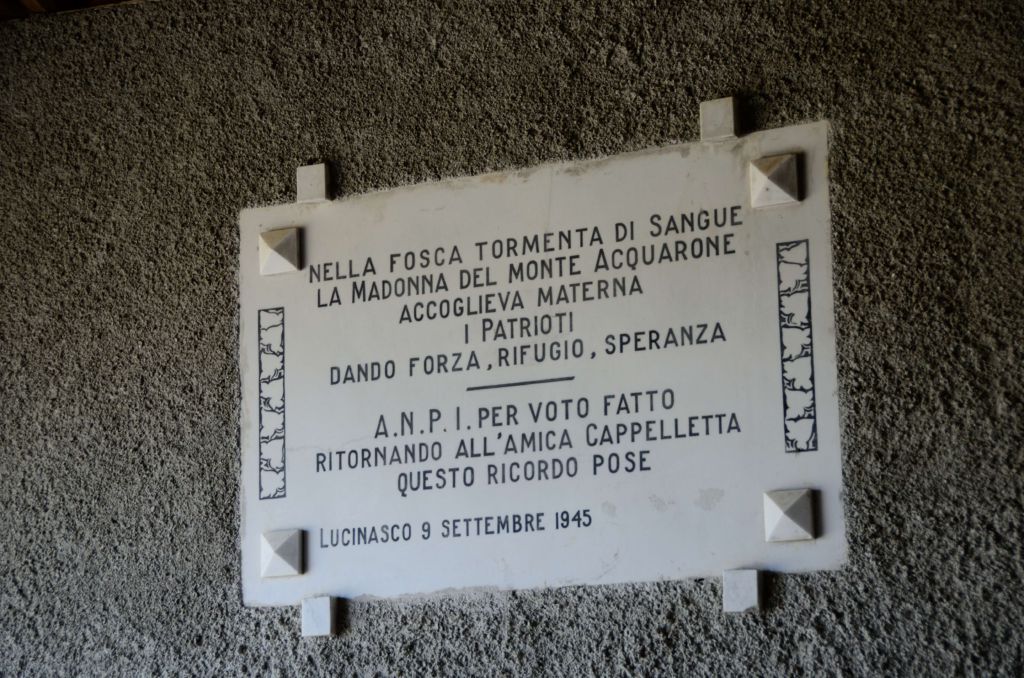 NELLA FOSCA TORMENTA DI SANGUE
LA MADONNA DEL MONTE ACQUARONE
ACCOGLIEVA MATERNA
I PATRIOTI
DANDO FORZA, RIFUGIO, SPERANZA
A.N.P.I. PER VOTO FATTO
RITORNANDO ALL'AMICA CAPPELLETTA
QUESTO RICORDO POSE
LUCINASCO 9 SETTEMBRE 1945